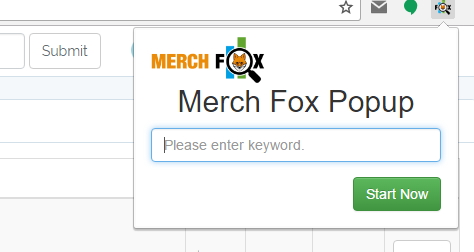 Submit
MERCH FOX
Merch Fox Popup
Please enter keyword.
Start Now